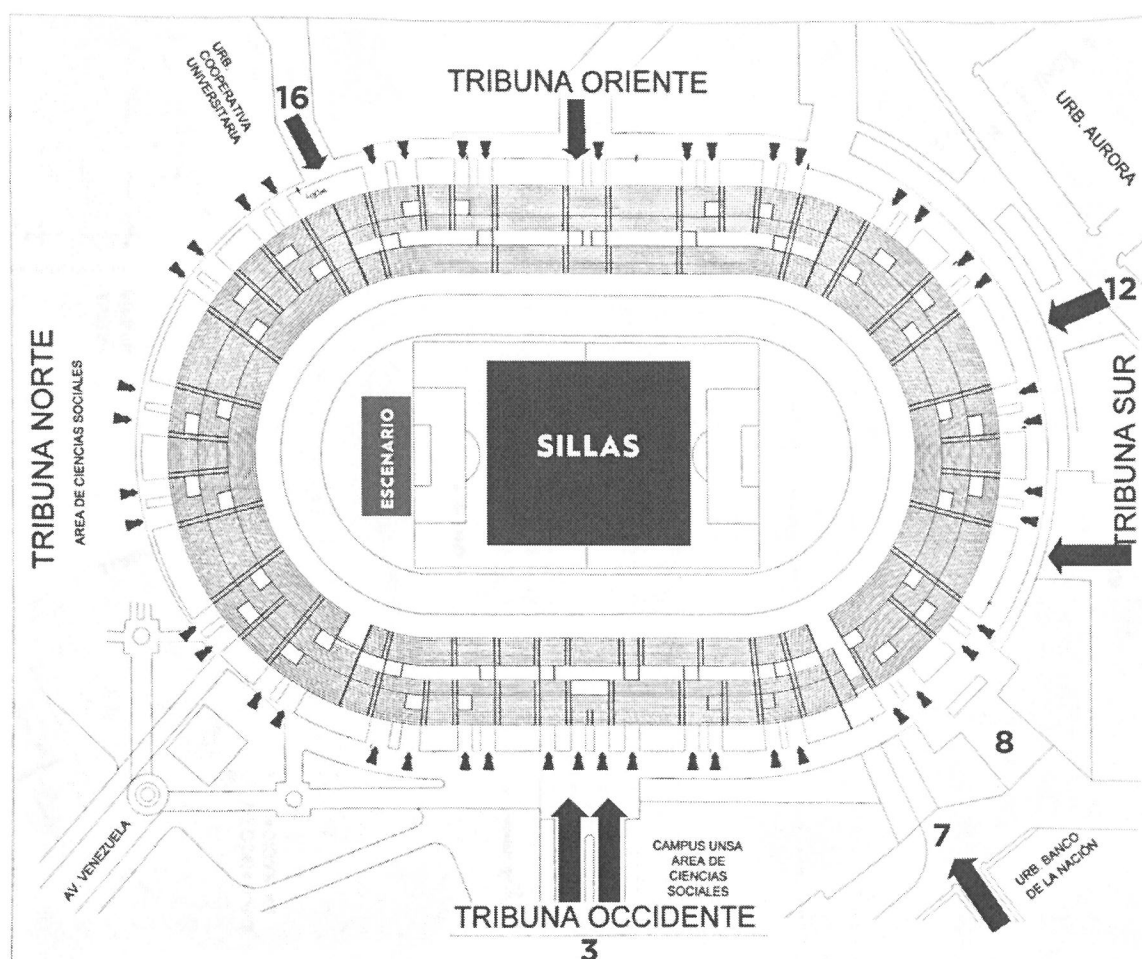 URB.
COOPERATIVA
UNIVERSITARIA
16
TRIBUNA ORIENTE
URB. AURORA
12
TRIBUNA NORTE
AREA DE CIENCIAS SOCIALES
ESCENARIO
SILLAS
TRIBUNA SUR
8
7
URB. BANCO
DE LA NACIÓN
AV. VENEZUELA
CAMPUS UNSA
AREA DE
CIENCIAS
SOCIALES
TRIBUNA OCCIDENTE
3